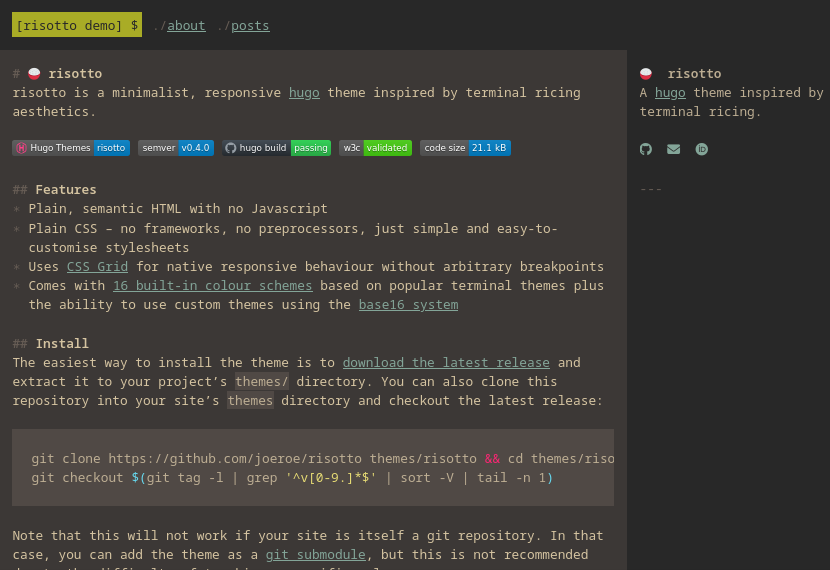 [risotto demo] $ ./about ./posts
# risotto
risotto is a minimalist, responsive hugo theme inspired by terminal ricing
aesthetics.
Hugo Themes risotto semver v0.4.0 hugo build passing w3c validated code size 21.1 kB
## Features
* Plain, semantic HTML with no Javascript
* Plain CSS – no frameworks, no preprocessors, just simple and easy-to-
customise stylesheets
* Uses CSS Grid for native responsive behaviour without arbitrary breakpoints
* Comes with 16 built-in colour schemes based on popular terminal themes plus
the ability to use custom themes using the base16 system
## Install
The easiest way to install the theme is to download the latest release and
extract it to your project’s themes/ directory. You can also clone this
repository into your site’s themes directory and checkout the latest release:
git clone https://github.com/joeroe/risotto themes/risotto && cd themes/riso
git checkout $(git tag -l | grep '^v[0-9.]*$' | sort -V | tail -n 1)
Note that this will not work if your site is itself a git repository. In that
case, you can add the theme as a git submodule, but this is not recommended
risotto
A hugo theme inspired by
terminal ricing.
---